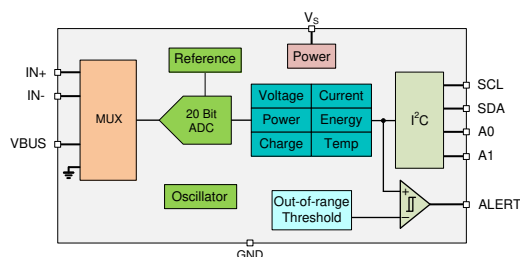 VS
Reference
Power
IN+
IN-
VBUS
MUX
20 Bit
ADC
Voltage
Current
Power
Energy
Charge
Temp
I2C
SCL
SDA
A0
A1
Oscillator
Out-of-range
Threshold
+
−
ALERT
GND